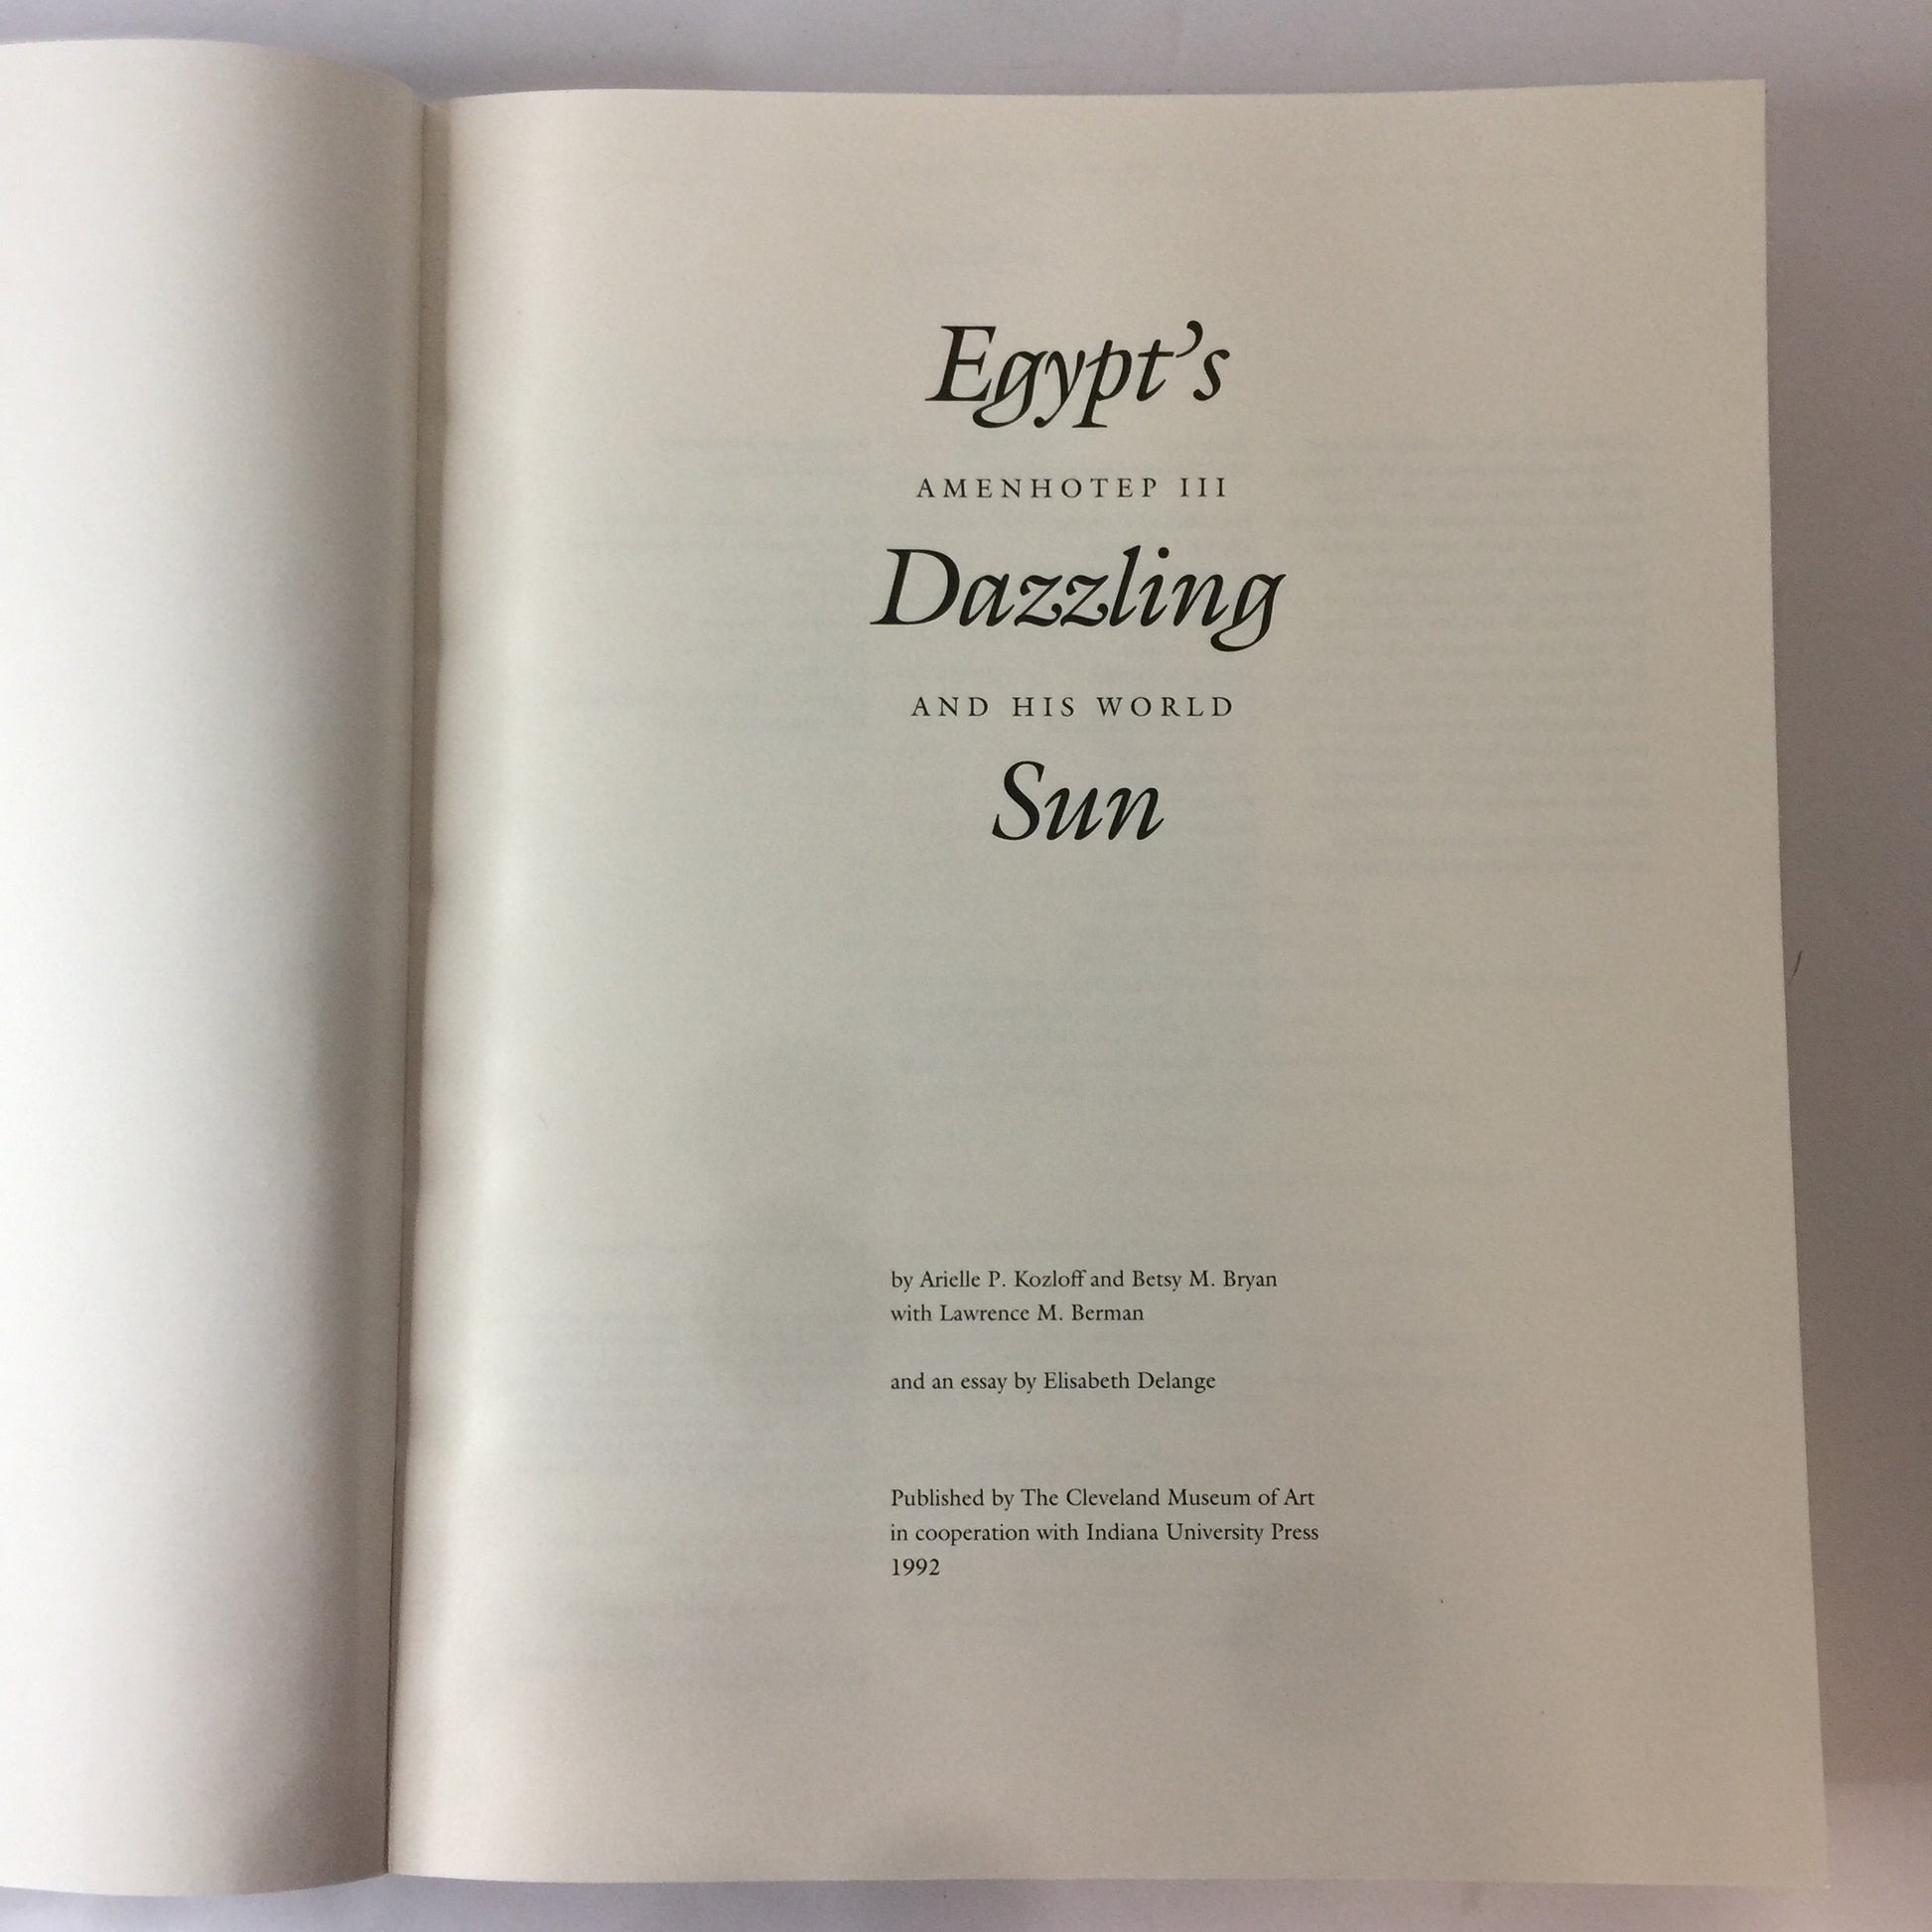 Egypt's
AMENHOTEP III
Dazzling
AND HIS WORLD
Sun
by Arielle P. Kozloff and Betsy M. Bryan
with Lawrence M. Berman
and an essay by Elisabeth Delange
Published by The Cleveland Museum of Art
in cooperation with Indiana University Press
1992